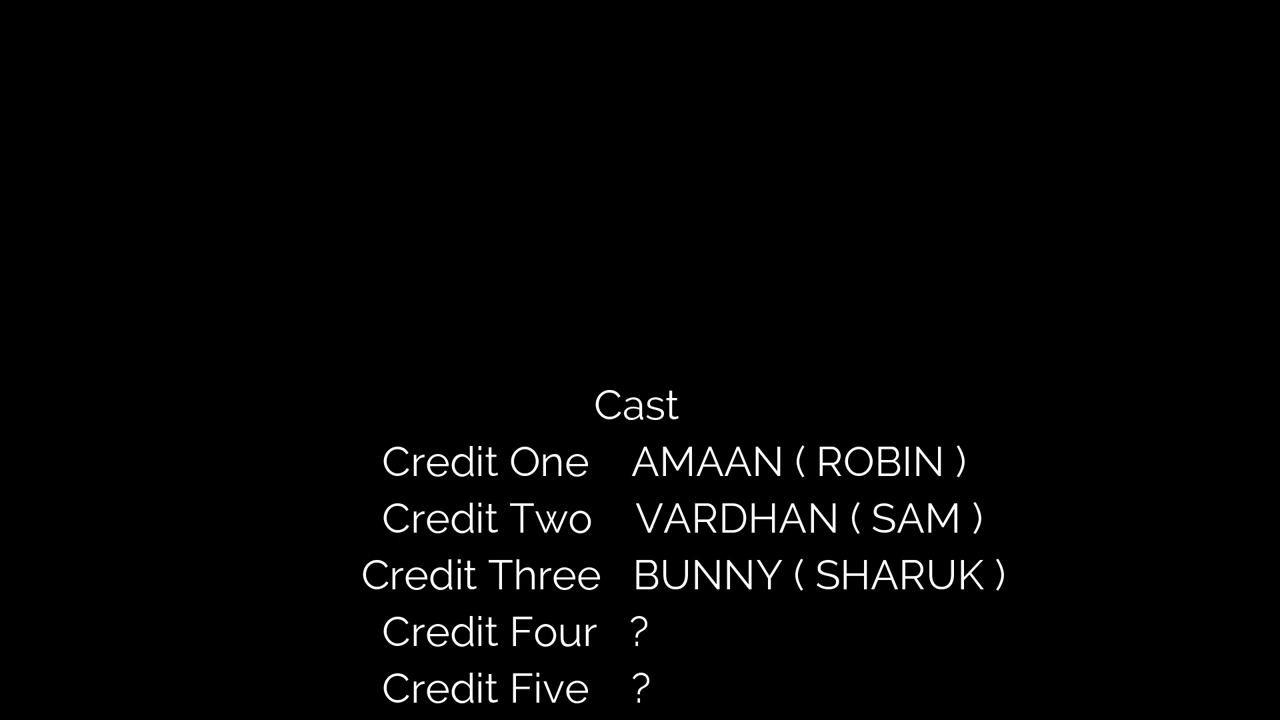 Cast
Credit One AMAAN ( ROBIN )
Credit Two VARDHAN ( SAM )
Credit Three BUNNY ( SHARUK )
Credit Four ?
Credit Five ?